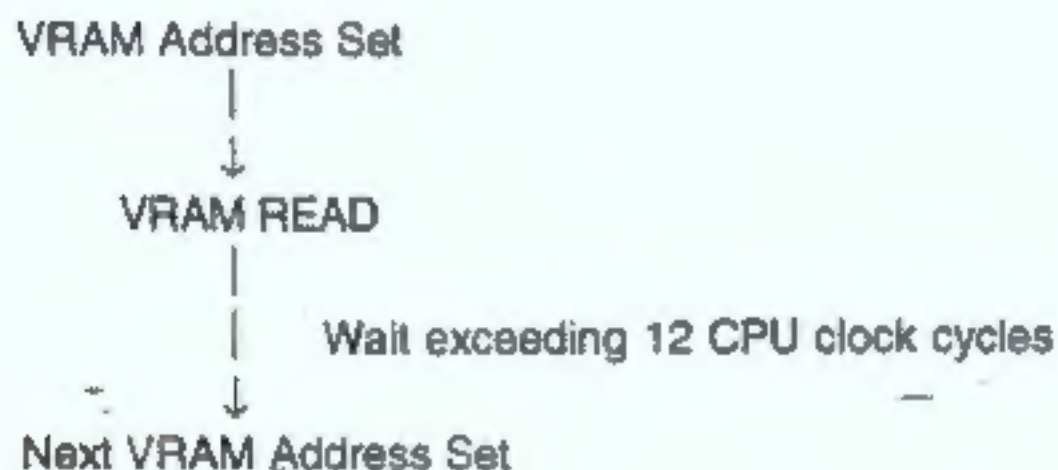 VRAM Address Set
VRAM READ
Wait exceeding 12 CPU clock cycles
Next VRAM Address Set